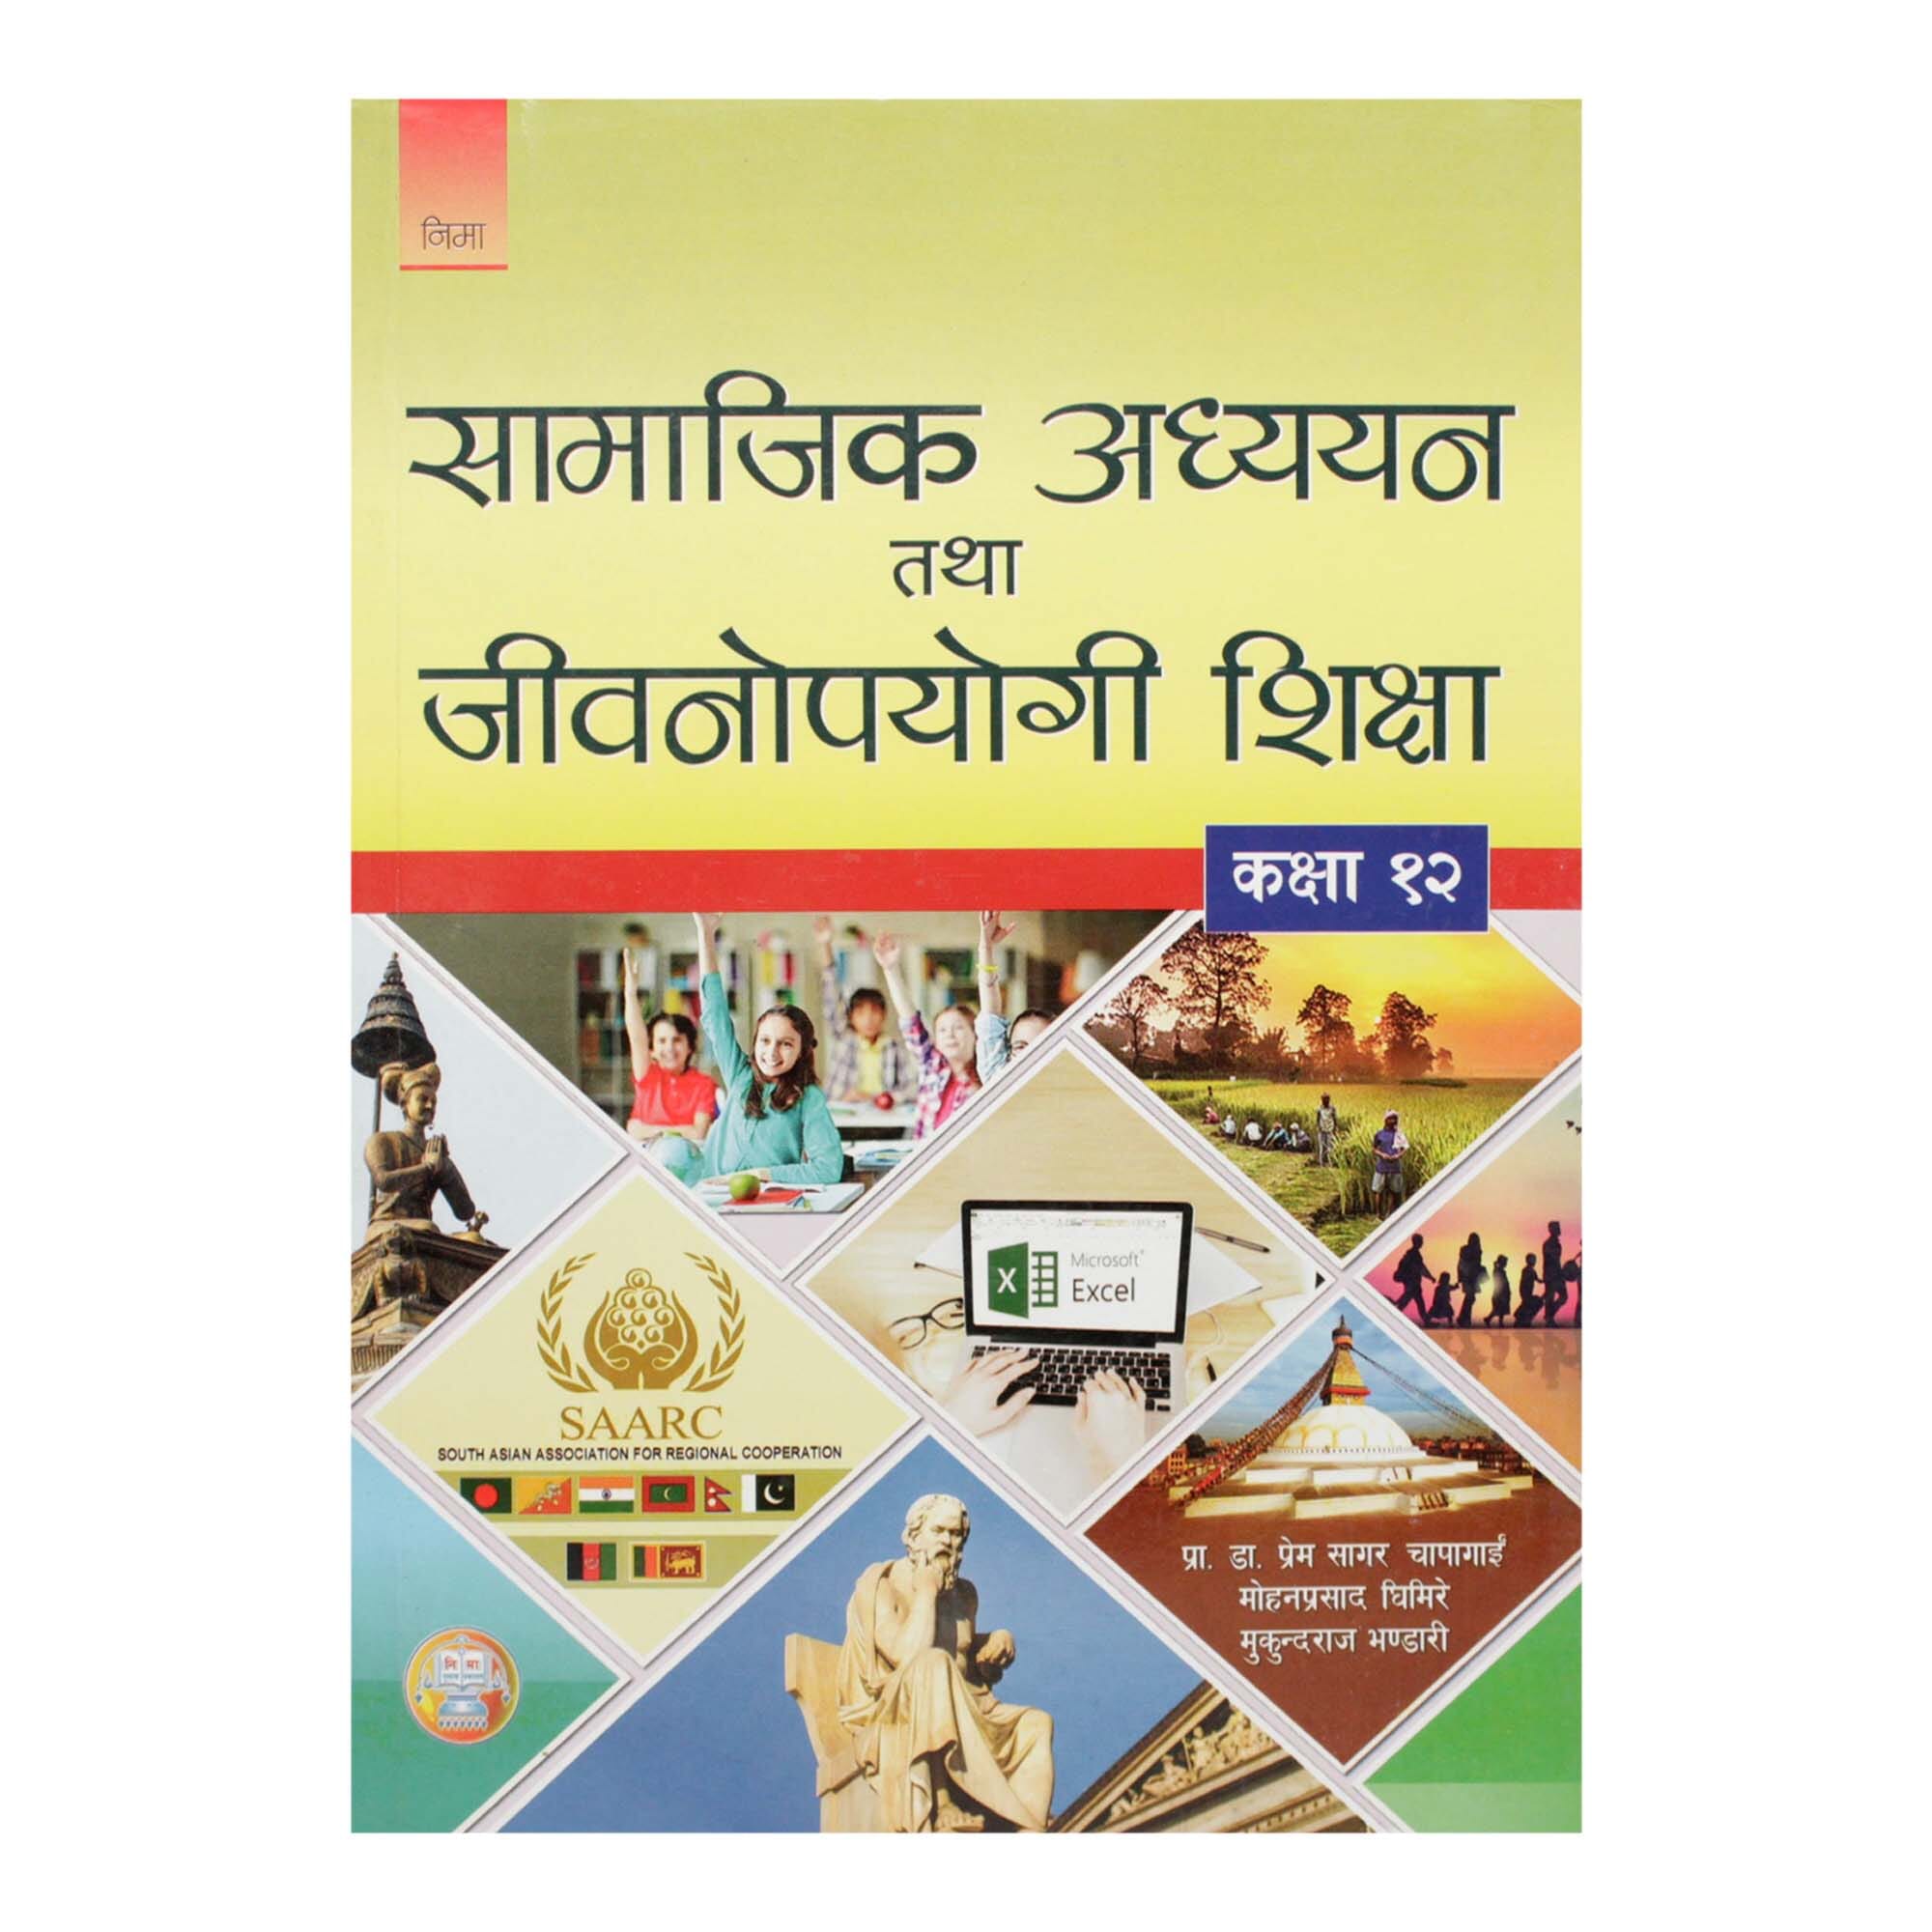 निमा
सामाजिक अध्ययन
तथा
जीवनोपयोगी शिक्षा
कक्षा १२
Microsoft
Excel
SAARC
SOUTH ASIAN ASSOCIATION FOR REGIONAL COOPERATION
प्रा. डा. प्रेम सागर चापागाईं
मोहनप्रसाद घिमिरे
मुकुन्दराज भण्डारी
नि मा